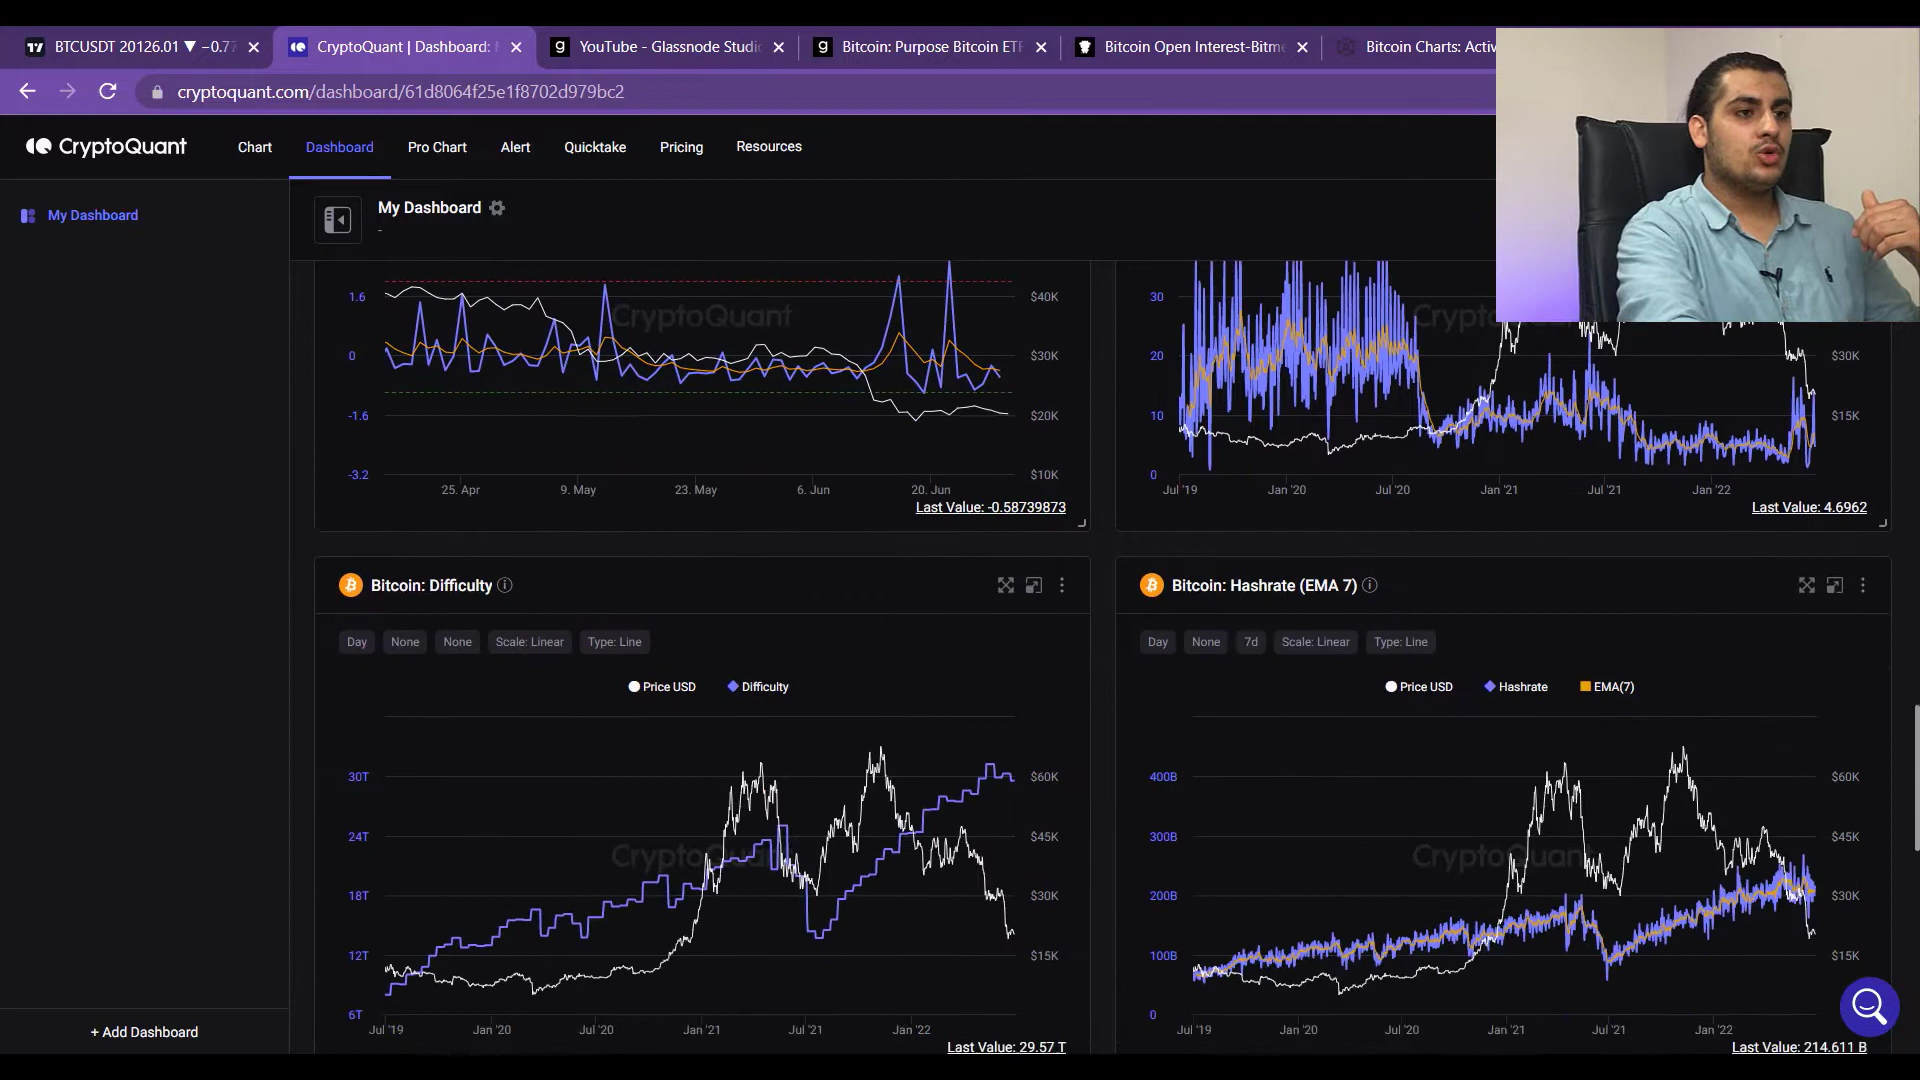 BTCUSDT 20126.01 ▼ −0.77
CryptoQuant | Dashboard:
YouTube - Glassnode Studio
Bitcoin: Purpose Bitcoin ETF
Bitcoin Open Interest-Bitme
Bitcoin Charts: Activ
cryptoquant.com/dashboard/61d8064f25e1f8702d979bc2
CryptoQuant
Chart
Dashboard
Pro Chart
Alert
Quicktake
Pricing
Resources
My Dashboard
My Dashboard
-
1.6
0
-1.6
-3.2
CryptoQuant
$40K
$30K
$20K
$10K
25. Apr
9. May
23. May
6. Jun
20. Jun
Last Value: -0.58739873
30
20
10
0
$30K
$15K
Jul '19
Jan '20
Jul '20
Jan '21
Jul '21
Jan '22
Last Value: 4.6962
Bitcoin: Difficulty
Day
None
None
Scale: Linear
Type: Line
Price USD
Difficulty
30T
24T
18T
12T
6T
CryptoQuant
$60K
$45K
$30K
$15K
Jul '19
Jan '20
Jul '20
Jan '21
Jul '21
Jan '22
Last Value: 29.57 T
Bitcoin: Hashrate (EMA 7)
Day
None
7d
Scale: Linear
Type: Line
Price USD
Hashrate
EMA(7)
400B
300B
200B
100B
0
CryptoQuant
$60K
$45K
$30K
$15K
Jul '19
Jan '20
Jul '20
Jan '21
Jul '21
Jan '22
Last Value: 214.611 B
+ Add Dashboard